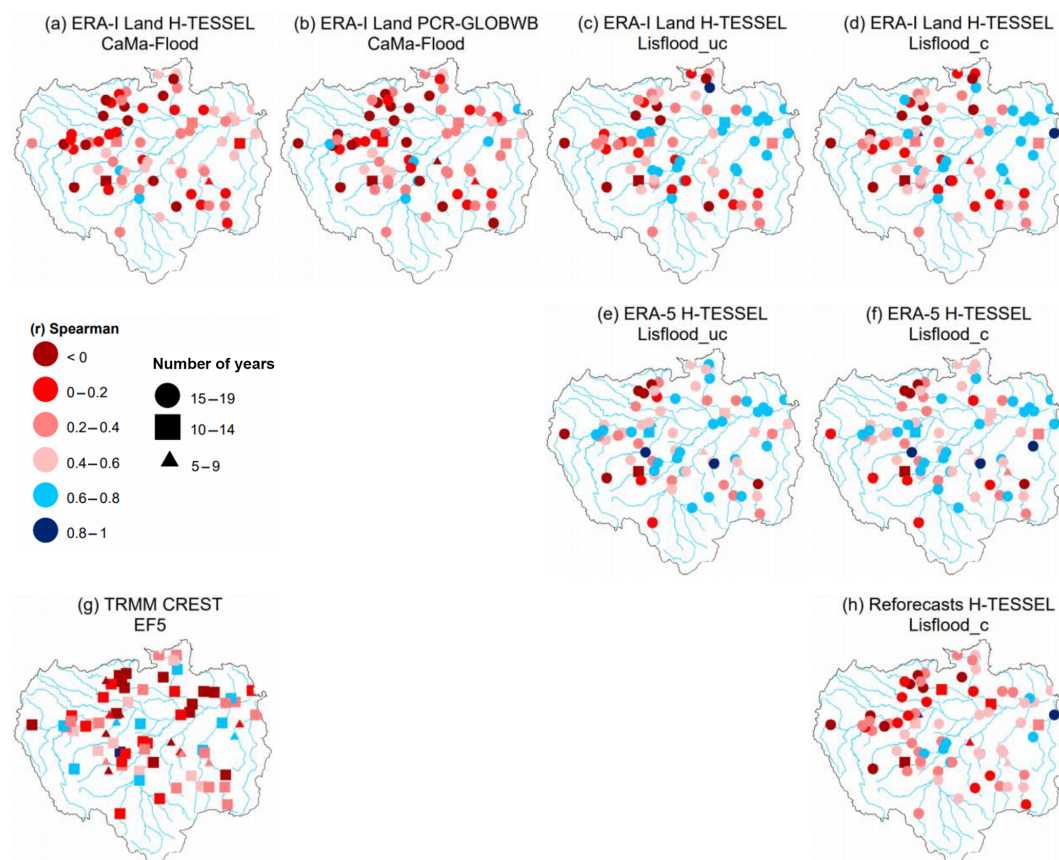 (a) ERA-I Land H-TESSEL
CaMa-Flood
(b) ERA-I Land PCR-GLOBWB
CaMa-Flood
(c) ERA-I Land H-TESSEL
Lisflood_uc
(d) ERA-I Land H-TESSEL
Lisflood_c
(r) Spearman
< 0
0–0.2
0.2–0.4
0.4–0.6
0.6–0.8
0.8–1
Number of years
15–19
10–14
5–9
(e) ERA-5 H-TESSEL
Lisflood_uc
(f) ERA-5 H-TESSEL
Lisflood_c
(g) TRMM CREST
EF5
(h) Reforecasts H-TESSEL
Lisflood_c